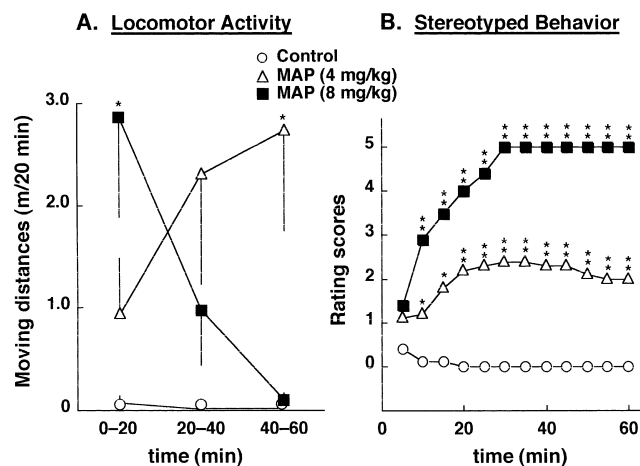 A. Locomotor Activity
B. Stereotyped Behavior
Control
MAP (4 mg/kg)
MAP (8 mg/kg)
Moving distances (m/20 min)
3.0
2.0
1.0
0
0–20
20–40
40–60
time (min)
*
*
Rating scores
5
4
3
2
1
0
0
20
40
60
time (min)
* * * * * * * * * * *
* * * * * * * * * * *
* * * * * * * * * * *
* * * * * * * * * *